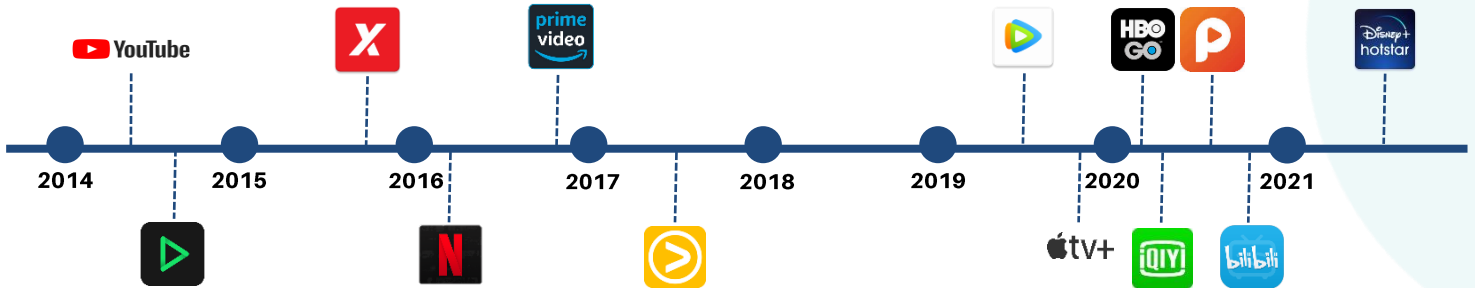 YouTube
X
prime
video
HBO
GO
P
Disney+
hotstar
2014
2015
2016
2017
2018
2019
2020
2021
N
tv+
iQIYI
bilibili